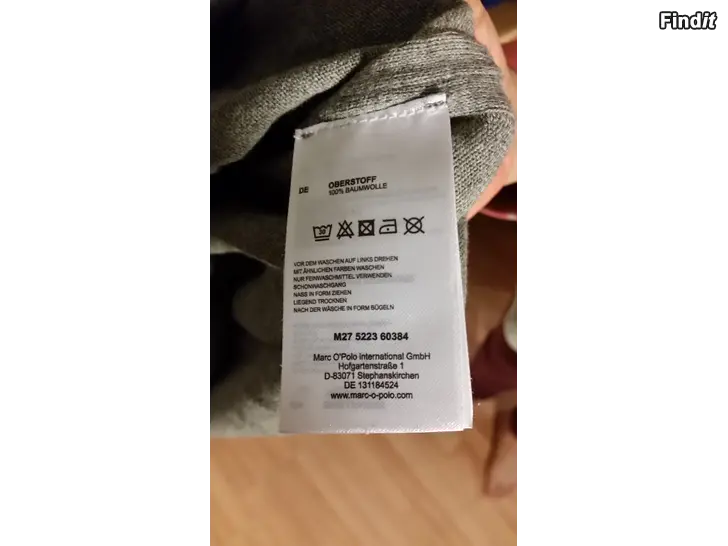 Findit
OBERSTOFF
DE
100% BAUMWOLLE
30
VOR DEM WASCHEN AUF LINKS DREHEN
MIT ÄHNLICHEN FARBEN WASCHEN
NUR FEINWASCHMITTEL VERWENDEN
SCHONWASCHGANG
NASS IN FORM ZIEHEN
LIEGEND TROCKNEN
NACH DER WÄSCHE IN FORM BÜGELN
M27 5223 60384
Marc O'Polo International GmbH
Hofgartenstraße 1
D-83071 Stephanskirchen
DE 131184524
www.marc-o-polo.com